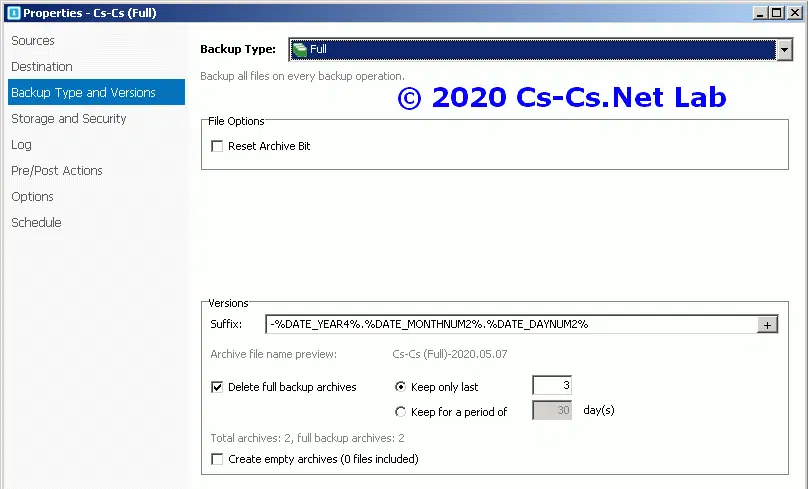 Properties - Cs-Cs (Full)
Sources
Destination
Backup Type and Versions
Storage and Security
Log
Pre/Post Actions
Options
Schedule
Backup Type: Full
Backup all files on every backup operation.
© 2020 Cs-Cs.Net Lab
File Options
Reset Archive Bit
Versions
Suffix: -%DATE_YEAR4%.%DATE_MONTHNUM2%.%DATE_DAYNUM2% +
Archive file name preview: Cs-Cs (Full)-2020.05.07
Delete full backup archives Keep only last 3
Keep for a period of 30 day(s)
Total archives: 2, full backup archives: 2
Create empty archives (0 files included)